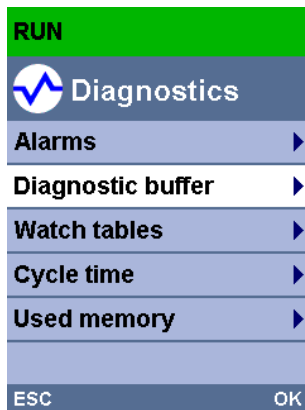 RUN
Diagnostics
Alarms
Diagnostic buffer
Watch tables
Cycle time
Used memory
ESC OK